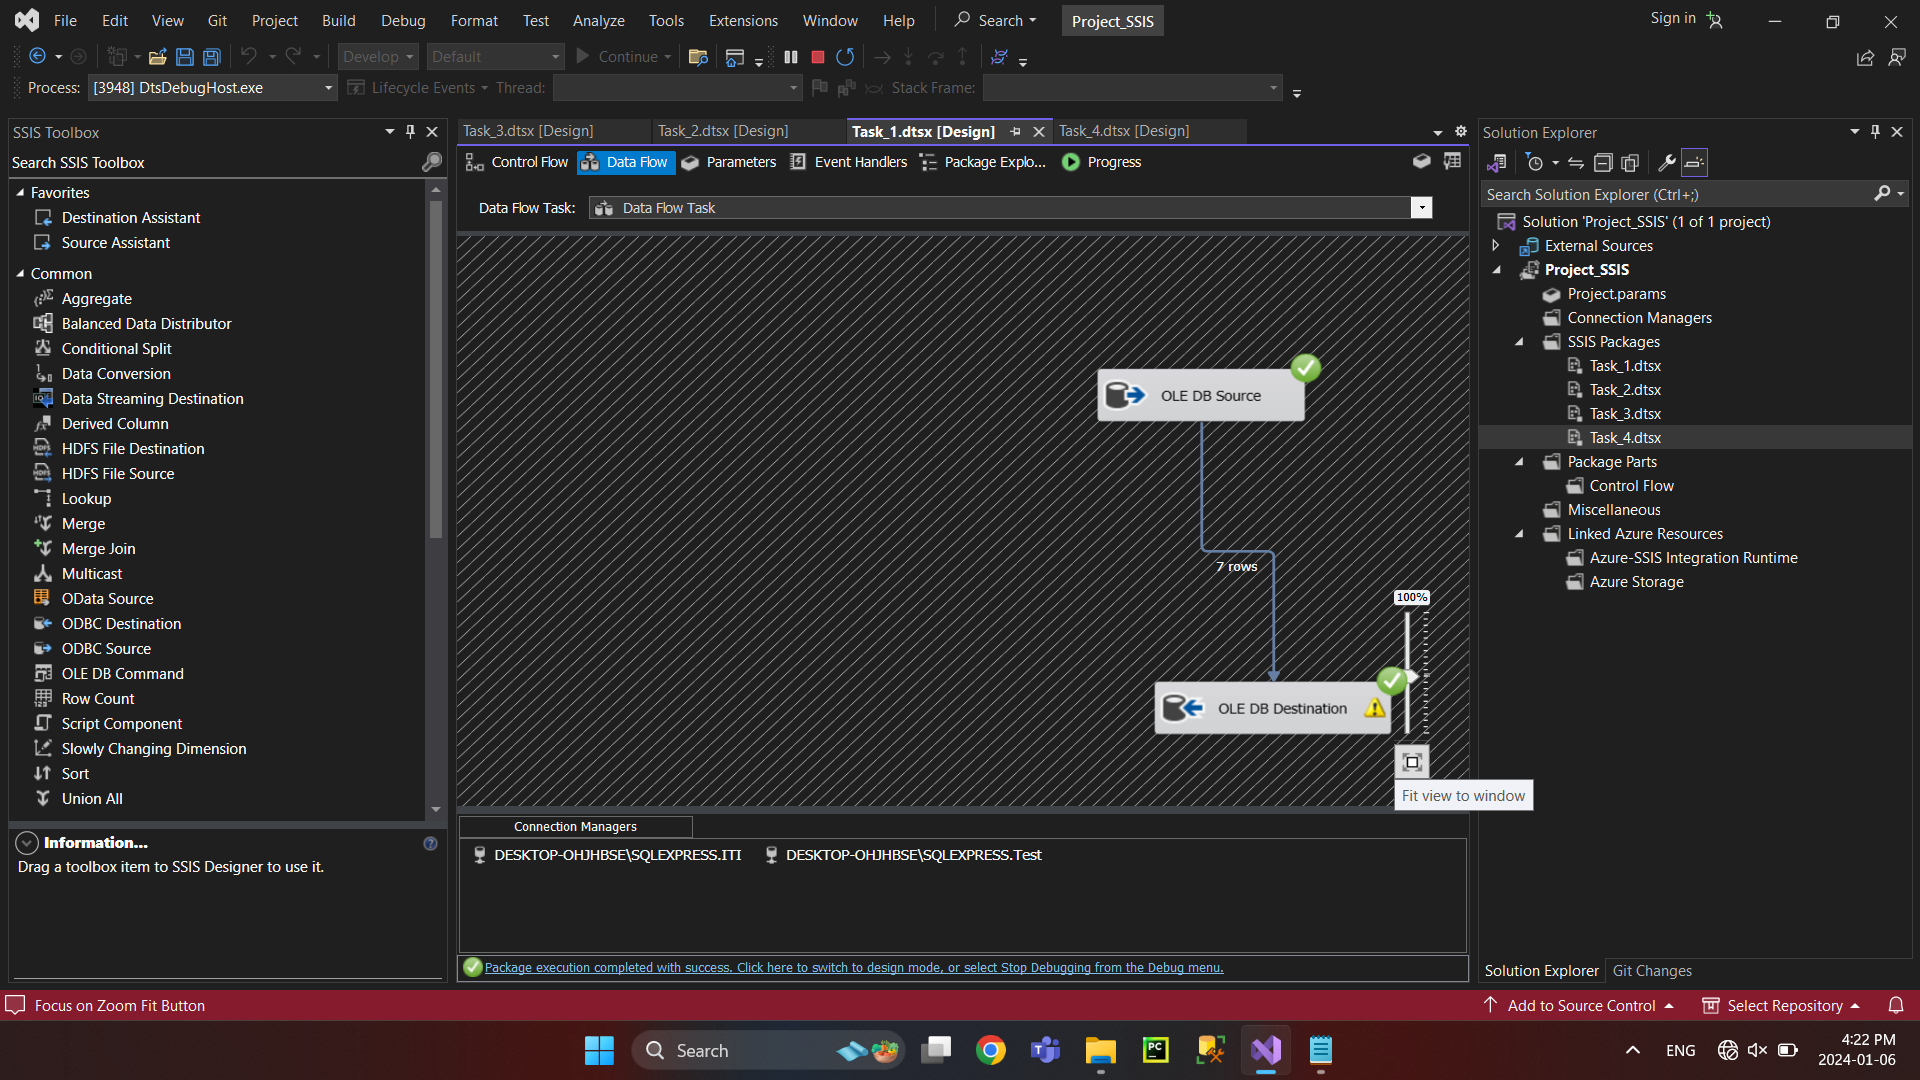 File Edit View Git Project Build Debug Format Test Analyze Tools Extensions Window Help Search Project_SSIS Sign in
Develop Default Continue
Process: [3948] DtsDebugHost.exe Lifecycle Events Thread: Stack Frame:
SSIS Toolbox
Search SSIS Toolbox
Favorites
Destination Assistant
Source Assistant
Common
Aggregate
Balanced Data Distributor
Conditional Split
Data Conversion
Data Streaming Destination
Derived Column
HDFS File Destination
HDFS File Source
Lookup
Merge
Merge Join
Multicast
OData Source
ODBC Destination
ODBC Source
OLE DB Command
Row Count
Script Component
Slowly Changing Dimension
Sort
Union All
Information...
Drag a toolbox item to SSIS Designer to use it.
Task_3.dtsx [Design] Task_2.dtsx [Design] Task_1.dtsx [Design] Task_4.dtsx [Design]
Control Flow Data Flow Parameters Event Handlers Package Explo... Progress
Data Flow Task: Data Flow Task
OLE DB Source
7 rows
100%
OLE DB Destination
Fit view to window
Connection Managers
DESKTOP-OHJHBSE\SQLEXPRESS.ITI DESKTOP-OHJHBSE\SQLEXPRESS.Test
Package execution completed with success. Click here to switch to design mode, or select Stop Debugging from the Debug menu.
Solution Explorer
Search Solution Explorer (Ctrl+;)
Solution 'Project_SSIS' (1 of 1 project)
External Sources
Project_SSIS
Project.params
Connection Managers
SSIS Packages
Task_1.dtsx
Task_2.dtsx
Task_3.dtsx
Task_4.dtsx
Package Parts
Control Flow
Miscellaneous
Linked Azure Resources
Azure-SSIS Integration Runtime
Azure Storage
Solution Explorer Git Changes
Focus on Zoom Fit Button Add to Source Control Select Repository
Search PC ENG 4:22 PM
2024-01-06